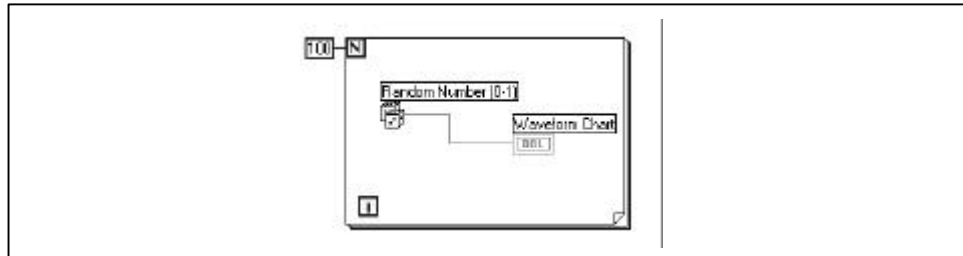 100 N
Random Number (0-1)
Waveform Chart
DBL
i